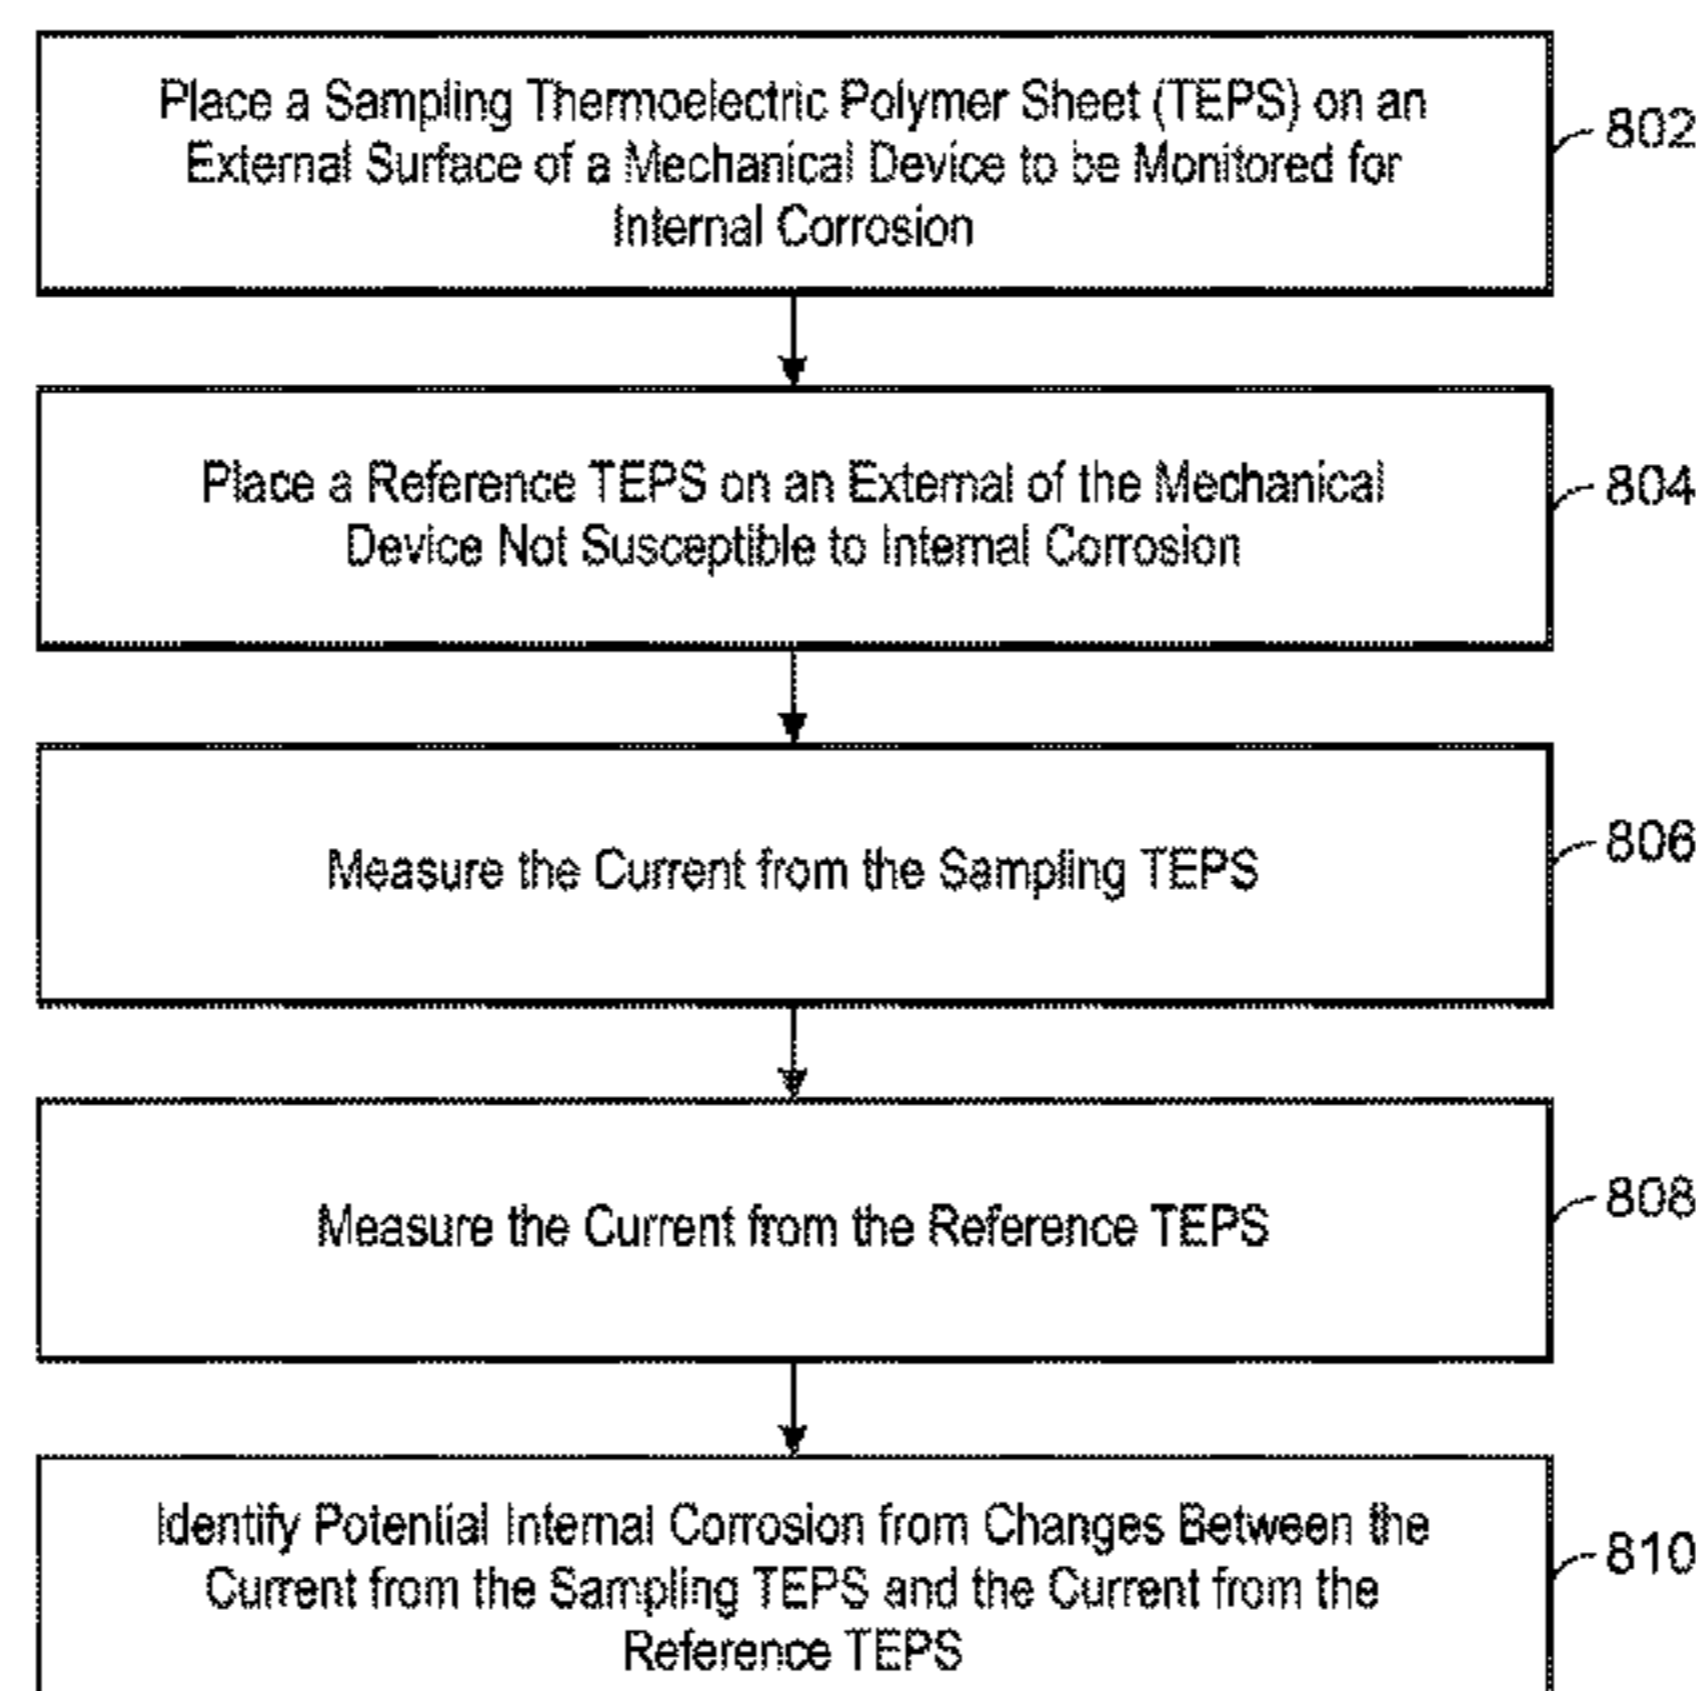 Place a Sampling Thermoelectric Polymer Sheet (TEPS) on an
External Surface of a Mechanical Device to be Monitored for
Internal Corrosion
802
Place a Reference TEPS on an External of the Mechanical
Device Not Susceptible to Internal Corrosion
804
Measure the Current from the Sampling TEPS
806
Measure the Current from the Reference TEPS
808
Identify Potential Internal Corrosion from Changes Between the
Current from the Sampling TEPS and the Current from the
Reference TEPS
810